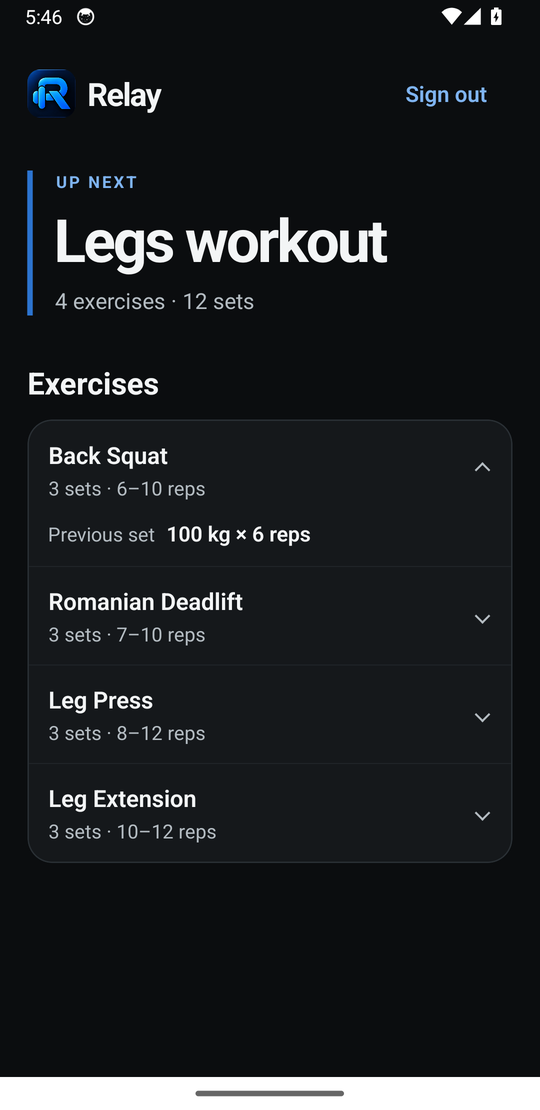 5:46
Relay
Sign out
UP NEXT
Legs workout
4 exercises · 12 sets
Exercises
Back Squat
3 sets · 6–10 reps
Previous set 100 kg × 6 reps
Romanian Deadlift
3 sets · 7–10 reps
Leg Press
3 sets · 8–12 reps
Leg Extension
3 sets · 10–12 reps